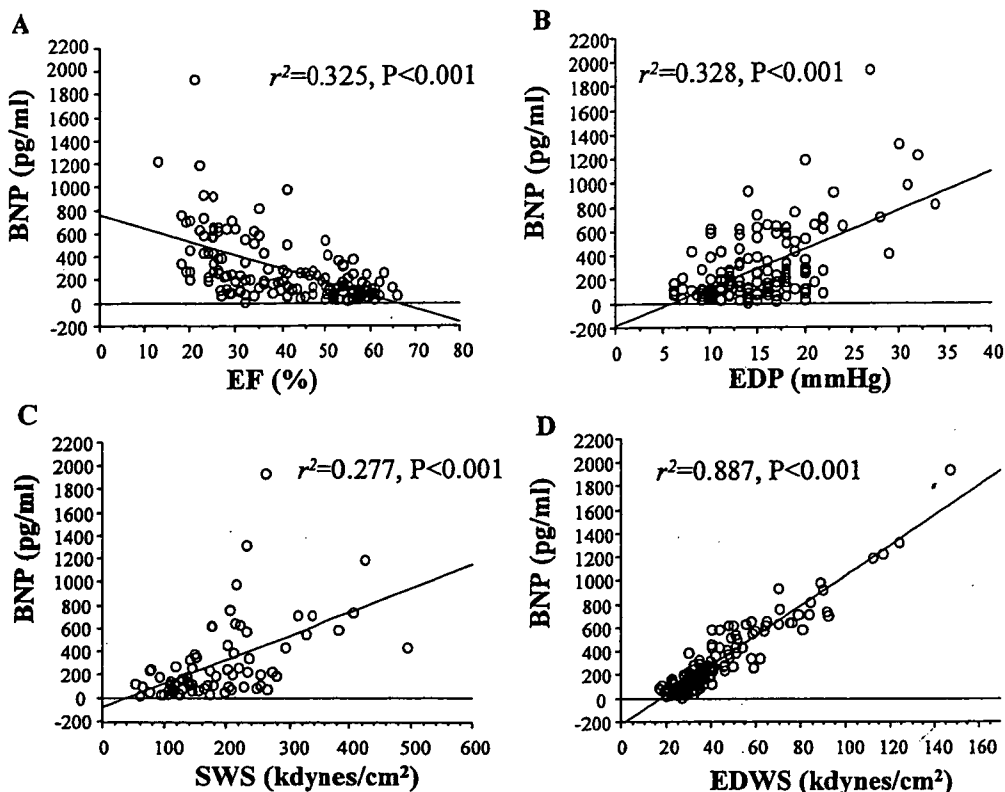 A
r²=0.325, P<0.001
BNP (pg/ml)
2200
2000
1800
1600
1400
1200
1000
800
600
400
200
0
-200
0 10 20 30 40 50 60 70 80
EF (%)
B
r²=0.328, P<0.001
BNP (pg/ml)
2200
2000
1800
1600
1400
1200
1000
800
600
400
200
0
-200
0 5 10 15 20 25 30 35 40
EDP (mmHg)
C
r²=0.277, P<0.001
BNP (pg/ml)
2200
2000
1800
1600
1400
1200
1000
800
600
400
200
0
-200
0 100 200 300 400 500 600
SWS (kdynes/cm²)
D
r²=0.887, P<0.001
BNP (pg/ml)
2200
2000
1800
1600
1400
1200
1000
800
600
400
200
0
-200
0 20 40 60 80 100 120 140 160
EDWS (kdynes/cm²)